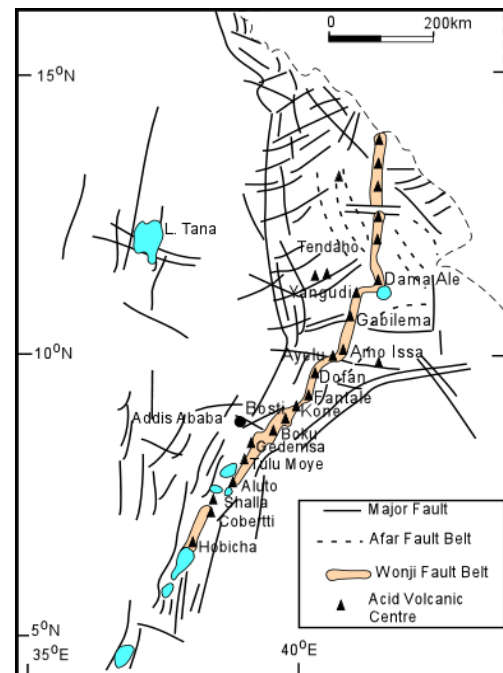 0 200km
15°N
L. Tana
Tendaho
Dama Ale
Yangudi
Gabilema
10°N
Ayelu
Amo Issa
Dofan
Fantale
Bosti
Kone
Addis Ababa
Boku
Gedemsa
Tulu Moye
Aluto
Shalla
Cobertti
Hobicha
Major Fault
Afar Fault Belt
Wonji Fault Belt
Acid Volcanic
Centre
5°N
35°E
40°E